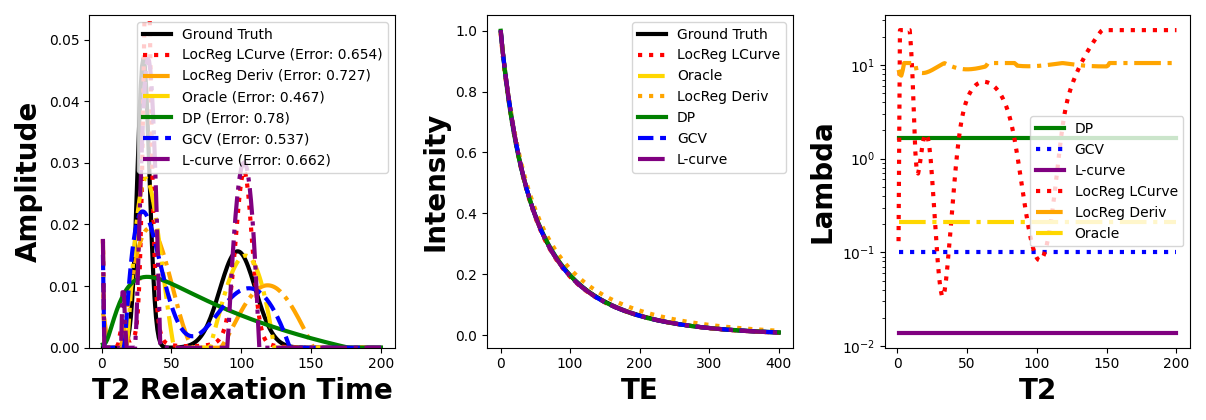 0.05
0.04
0.03
0.02
0.01
0.00
Amplitude
Ground Truth
LocReg LCurve (Error: 0.654)
LocReg Deriv (Error: 0.727)
Oracle (Error: 0.467)
DP (Error: 0.78)
GCV (Error: 0.537)
L-curve (Error: 0.662)
0 50 100 150 200
T2 Relaxation Time
1.0
0.8
0.6
0.4
0.2
0.0
Intensity
Ground Truth
LocReg LCurve
Oracle
LocReg Deriv
DP
GCV
L-curve
0 100 200 300 400
TE
10¹
10⁰
10⁻¹
10⁻²
Lambda
DP
GCV
L-curve
LocReg LCurve
LocReg Deriv
Oracle
0 50 100 150 200
T2